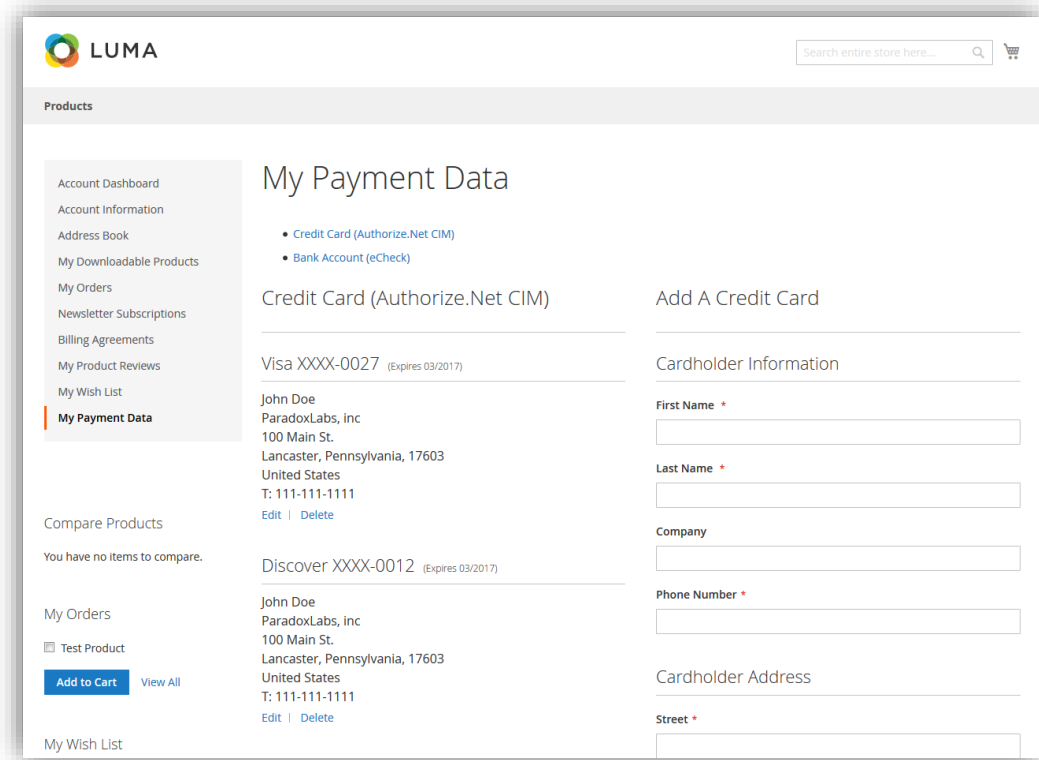 LUMA
Search entire store here...
Products
Account Dashboard
Account Information
Address Book
My Downloadable Products
My Orders
Newsletter Subscriptions
Billing Agreements
My Product Reviews
My Wish List
My Payment Data
Compare Products
You have no items to compare.
My Orders
Test Product
Add to Cart
View All
My Wish List
My Payment Data
Credit Card (Authorize.Net CIM)
Bank Account (eCheck)
Credit Card (Authorize.Net CIM)
Visa XXXX-0027 (Expires 03/2017)
John Doe
ParadoxLabs, inc
100 Main St.
Lancaster, Pennsylvania, 17603
United States
T: 111-111-1111
Edit | Delete
Discover XXXX-0012 (Expires 03/2017)
John Doe
ParadoxLabs, inc
100 Main St.
Lancaster, Pennsylvania, 17603
United States
T: 111-111-1111
Edit | Delete
Add A Credit Card
Cardholder Information
First Name *
Last Name *
Company
Phone Number *
Cardholder Address
Street *